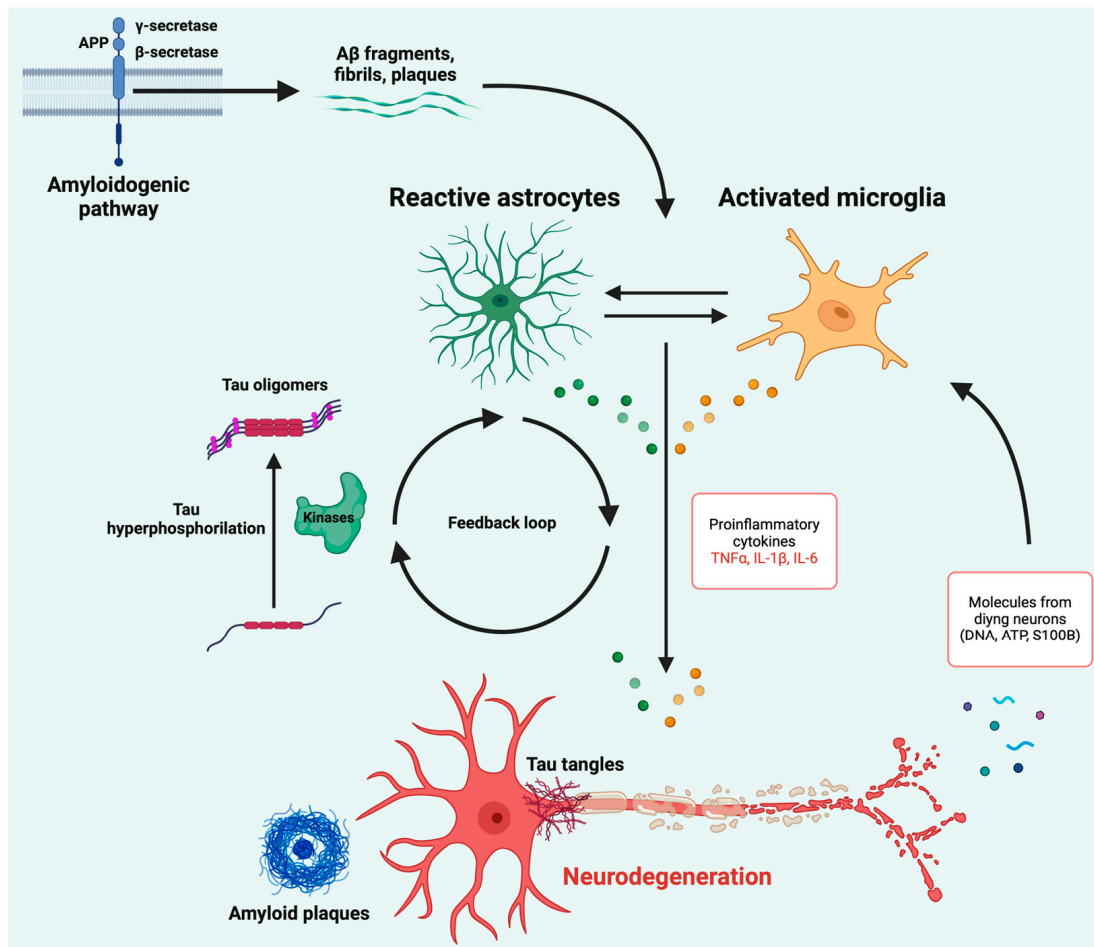 γ-secretase
APP
β-secretase
Aβ fragments,
fibrils, plaques
Amyloidogenic
pathway
Reactive astrocytes
Activated microglia
Tau oligomers
Tau
hyperphosphorilation
Kinases
Feedback loop
Proinflammatory
cytokines
TNFα, IL-1β, IL-6
Molecules from
diyng neurons
(DNA, ATP, S100B)
Tau tangles
Neurodegeneration
Amyloid plaques